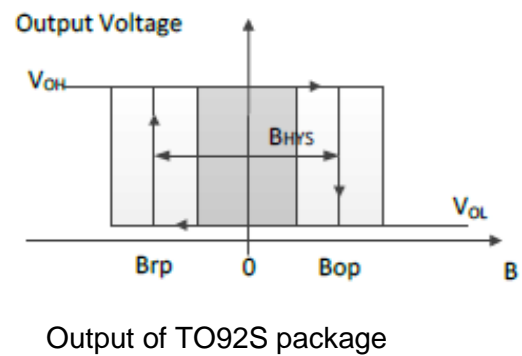 Output Voltage
VOH
BHYS
VOL
Brp 0 Bop B
Output of TO92S package